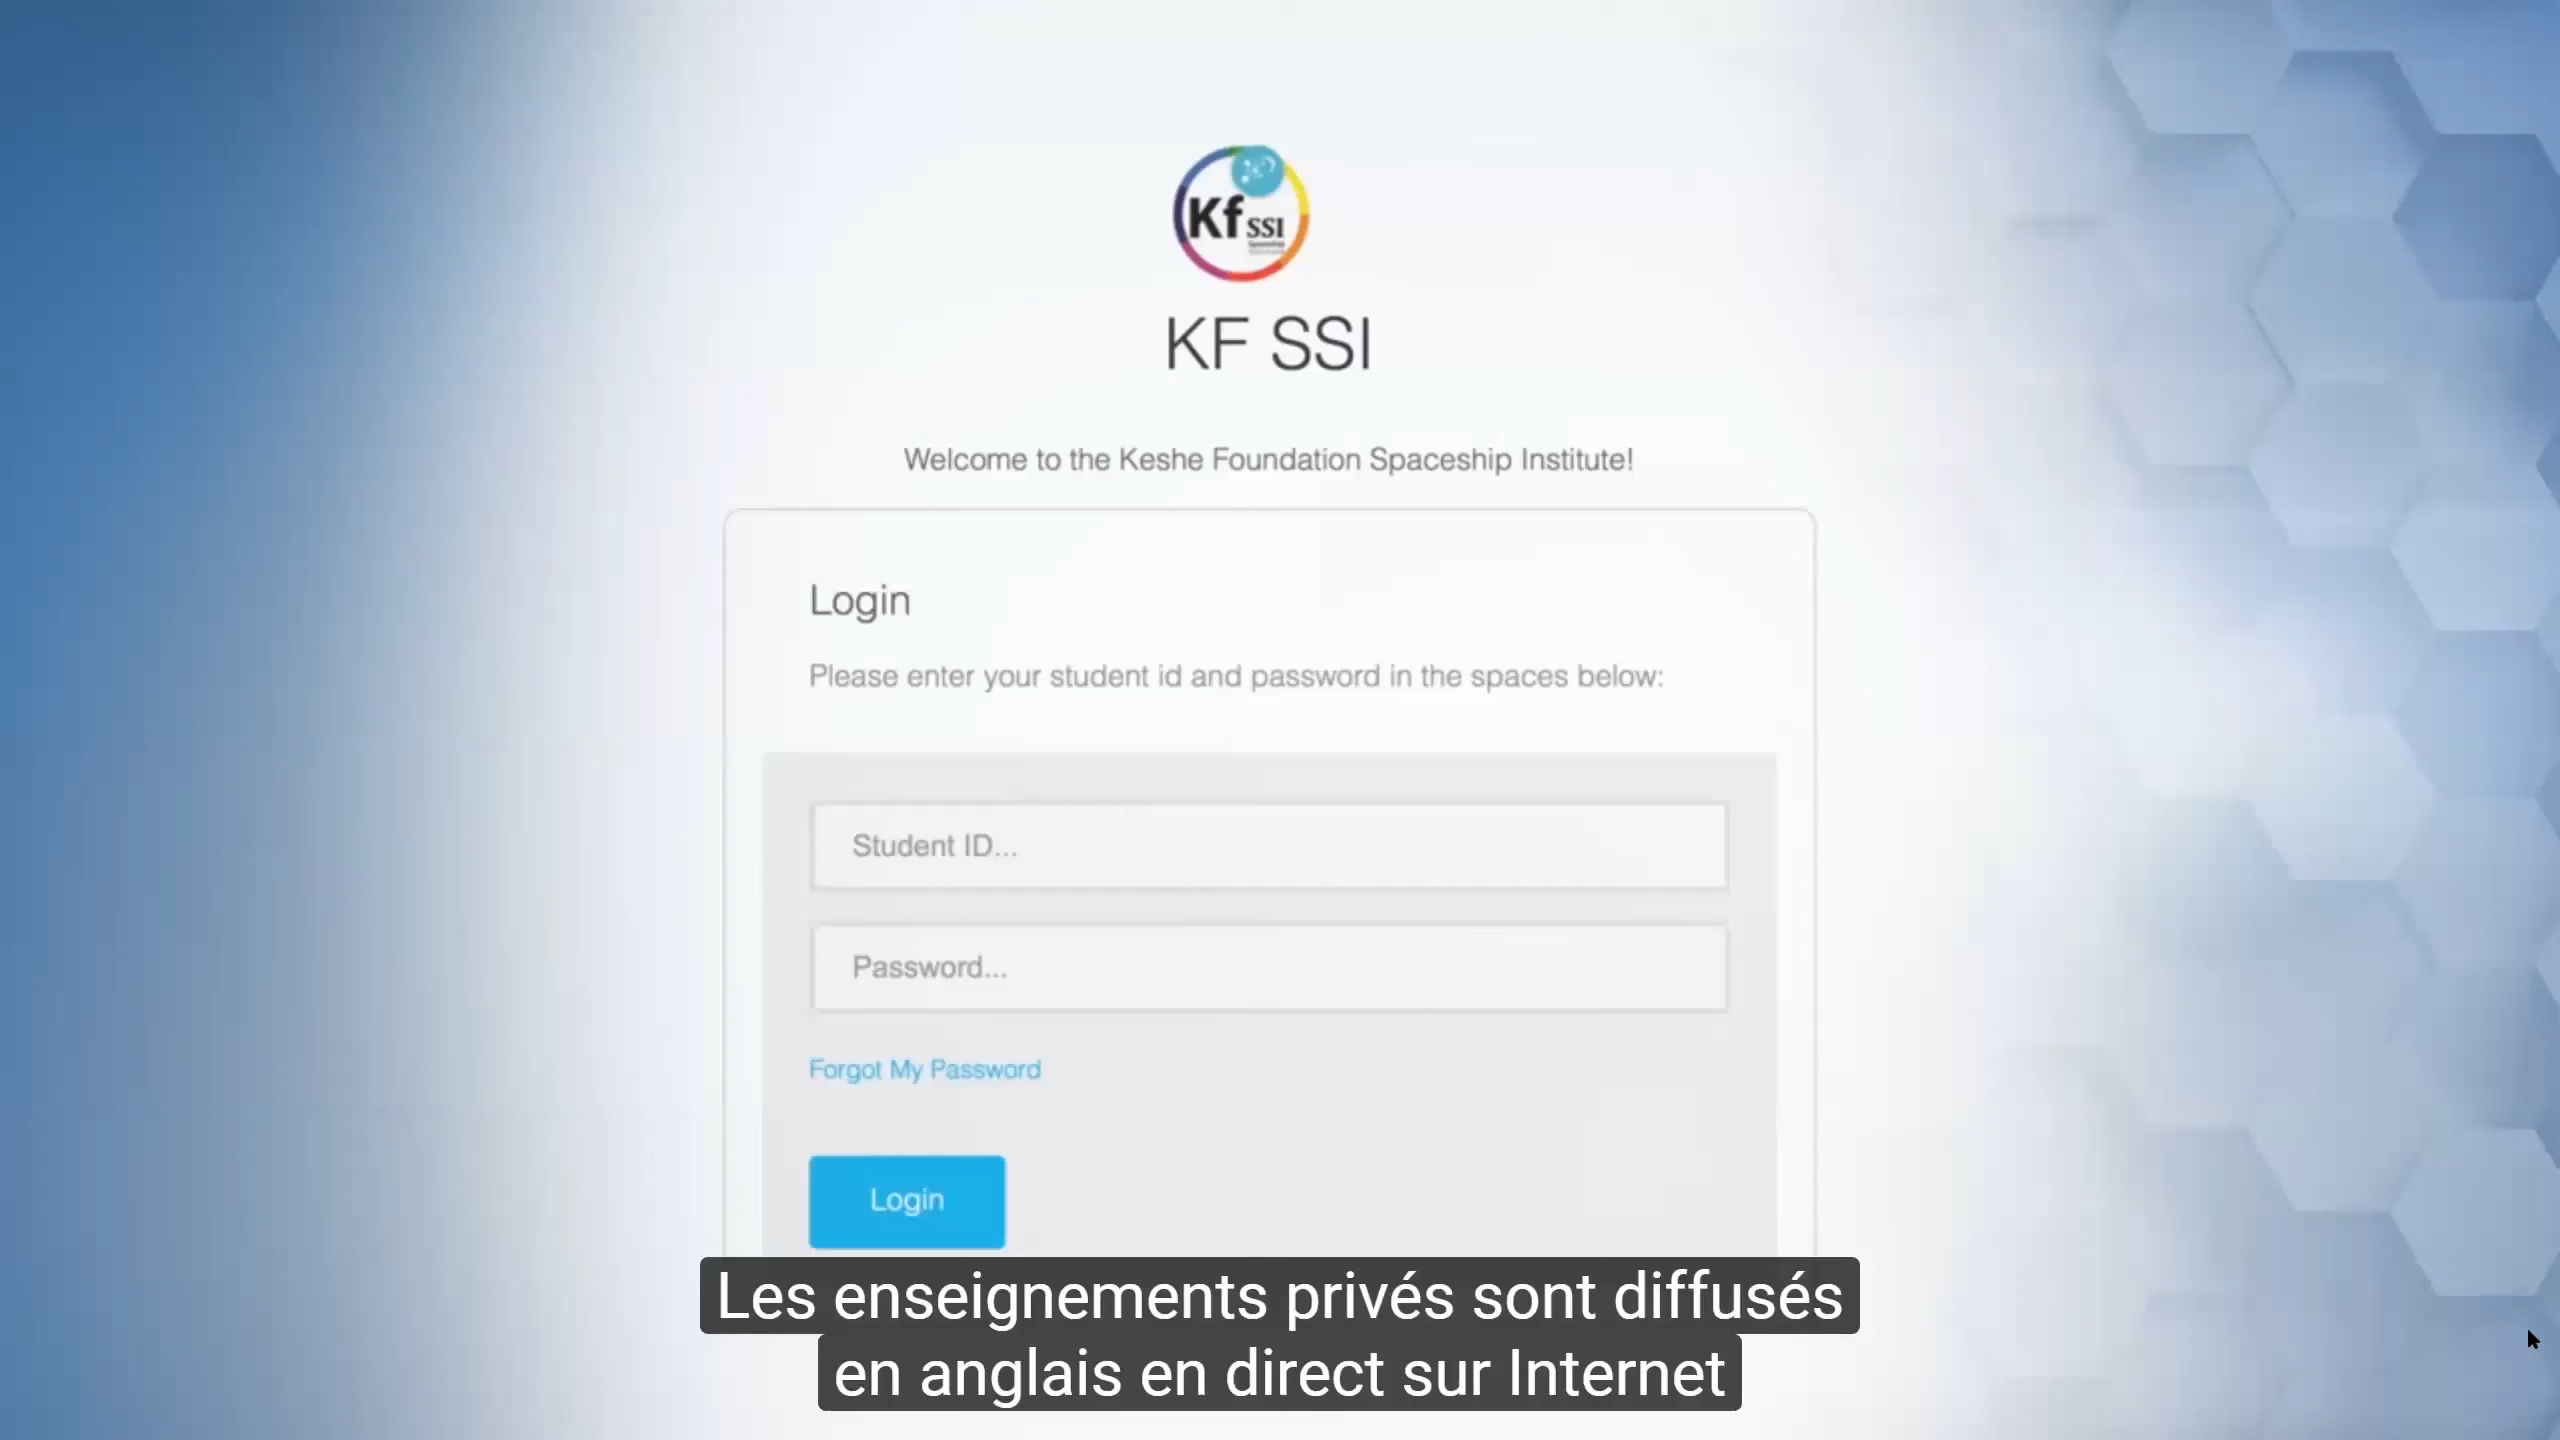 Kf SSI
KF SSI
Welcome to the Keshe Foundation Spaceship Institute!
Login
Please enter your student id and password in the spaces below:
Student ID...
Password...
Forgot My Password
Login
Les enseignements privés sont diffusés
en anglais en direct sur Internet